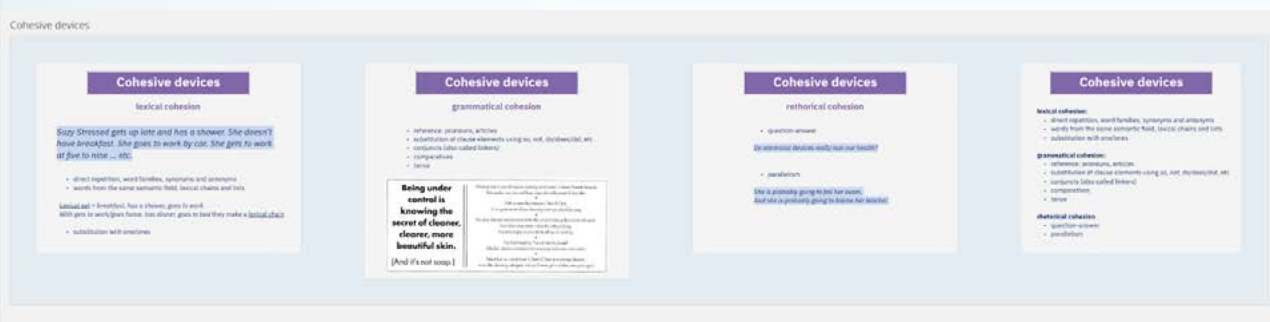 Cohesive devices
Cohesive devices
lexical cohesion
Suzy Stressed gets up late and has a shower. She doesn't
have breakfast. She goes to work by car. She gets to work
at five to nine ... etc.
direct repetition, word families, synonyms and antonyms
words from the same semantic field, lexical chains and lists
Lexical set = breakfast, has a shower, goes to work
With gets to work/goes home, has dinner, goes to bed they make a lexical chain
substitution with one/ones
Cohesive devices
grammatical cohesion
reference: pronouns, articles
substitution of clause elements using so, not, do/does/did, etc.
conjuncts (also called linkers)
comparatives
tense
Being under
control is
knowing the
secret of cleaner,
clearer, more
beautiful skin.
(And it's not soap.)
Cohesive devices
rethorical cohesion
question-answer
Do electronic devices really ruin our health?
parallelism
She is probably going to fail her exam.
And she is probably going to blame her teacher.
Cohesive devices
lexical cohesion:
direct repetition, word families, synonyms and antonyms
words from the same semantic field, lexical chains and lists
substitution with one/ones
grammatical cohesion:
reference: pronouns, articles
substitution of clause elements using so, not, do/does/did, etc.
conjuncts (also called linkers)
comparatives
tense
rhetorical cohesion
question-answer
parallelism